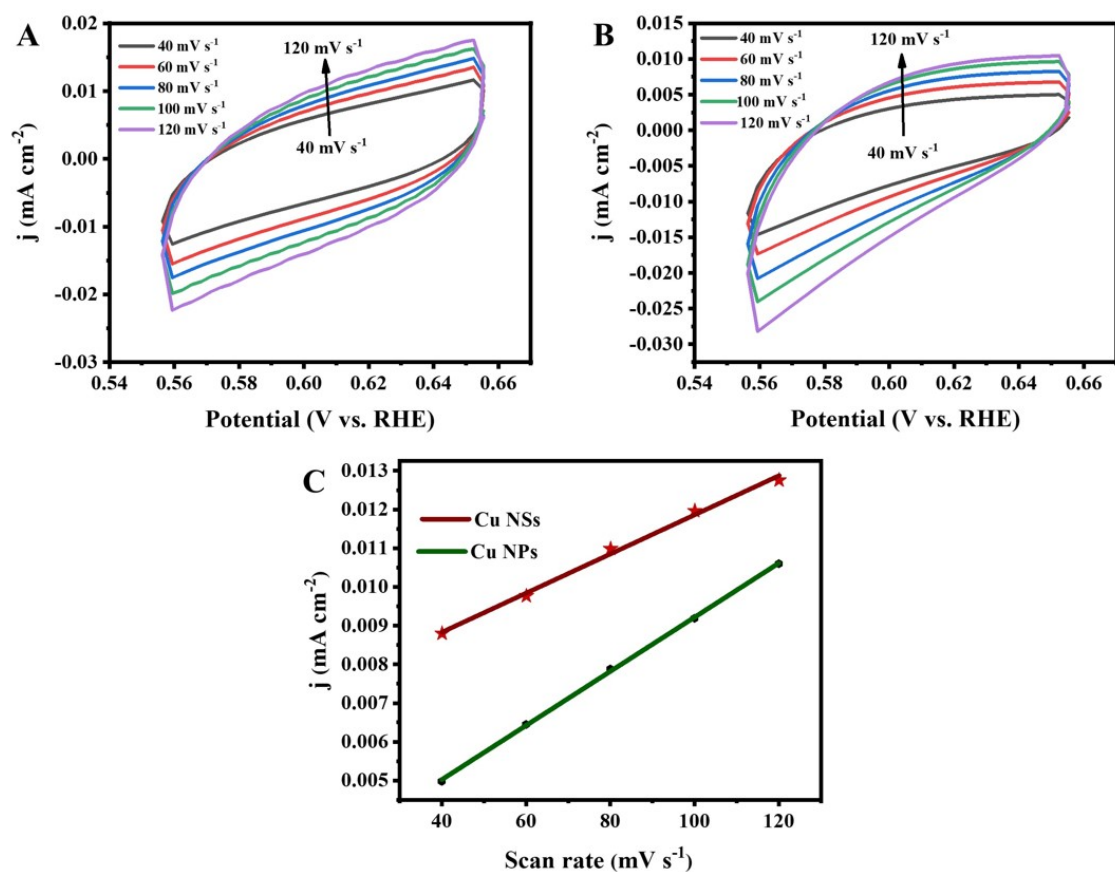 A
40 mV s⁻¹
60 mV s⁻¹
80 mV s⁻¹
100 mV s⁻¹
120 mV s⁻¹
120 mV s⁻¹
40 mV s⁻¹
0.02
0.01
0.00
-0.01
-0.02
-0.03
j (mA cm⁻²)
0.54 0.56 0.58 0.60 0.62 0.64 0.66
Potential (V vs. RHE)
B
40 mV s⁻¹
60 mV s⁻¹
80 mV s⁻¹
100 mV s⁻¹
120 mV s⁻¹
120 mV s⁻¹
40 mV s⁻¹
0.015
0.010
0.005
0.000
-0.005
-0.010
-0.015
-0.020
-0.025
-0.030
j (mA cm⁻²)
0.54 0.56 0.58 0.60 0.62 0.64 0.66
Potential (V vs. RHE)
C
Cu NSs
Cu NPs
0.013
0.012
0.011
0.010
0.009
0.008
0.007
0.006
0.005
j (mA cm⁻²)
40 60 80 100 120
Scan rate (mV s⁻¹)